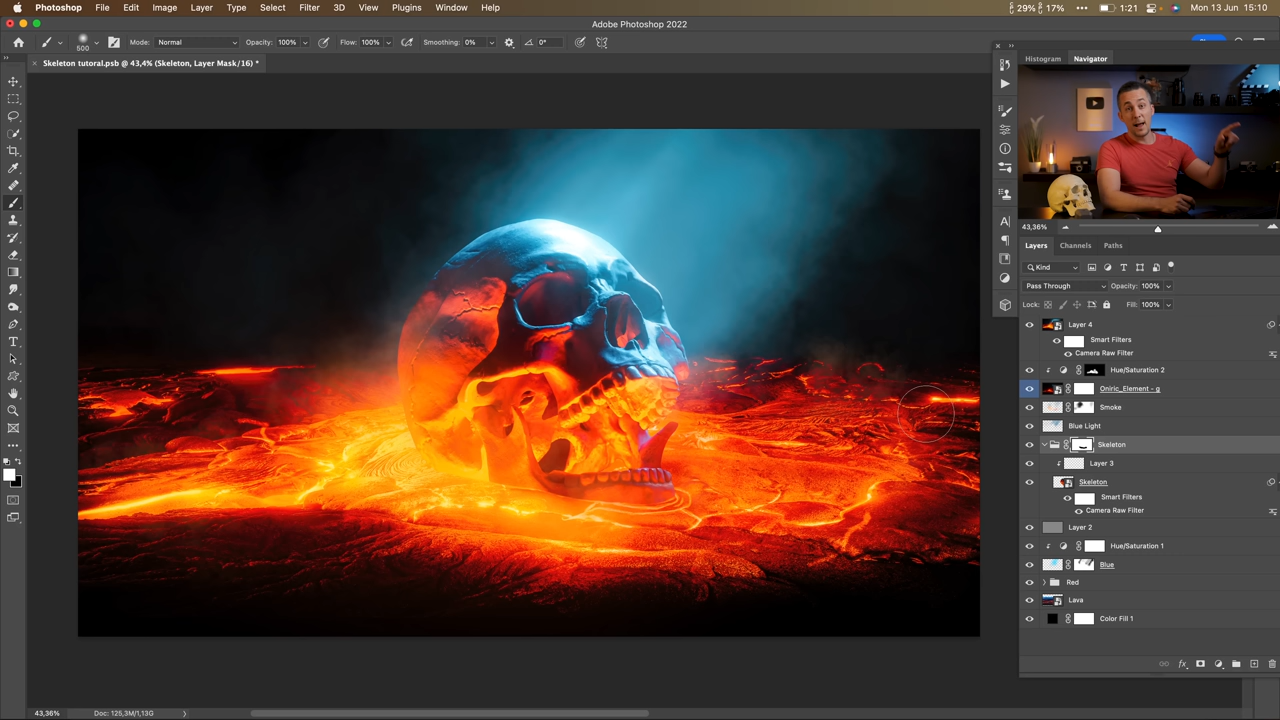 Photoshop File Edit Image Layer Type Select Filter 3D View Plugins Window Help 29% 17% 1:21 Mon 13 Jun 15:10
Adobe Photoshop 2022
500 Mode: Normal Opacity: 100% Flow: 100% Smoothing: 0% 0°
Skeleton tutoral.psb @ 43,4% (Skeleton, Layer Mask/16) *
Histogram Navigator
43,36%
Layers Channels Paths
Kind
Pass Through Opacity: 100%
Lock: Fill: 100%
Layer 4
Smart Filters
Camera Raw Filter
Hue/Saturation 2
Oniric_Element - g
Smoke
Blue Light
Skeleton
Layer 3
Skeleton
Smart Filters
Camera Raw Filter
Layer 2
Hue/Saturation 1
Blue
Red
Lava
Color Fill 1
fx
43,36% Doc: 125,3M/1,13G